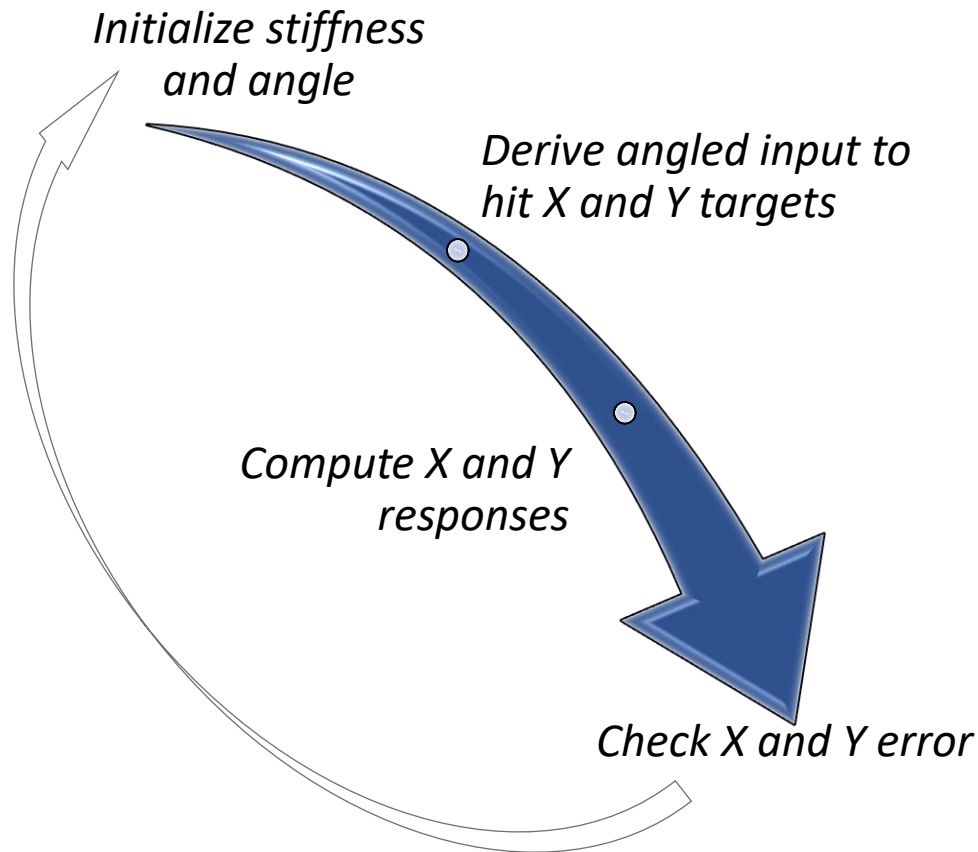 Initialize stiffness
and angle
Derive angled input to
hit X and Y targets
Compute X and Y
responses
Check X and Y error